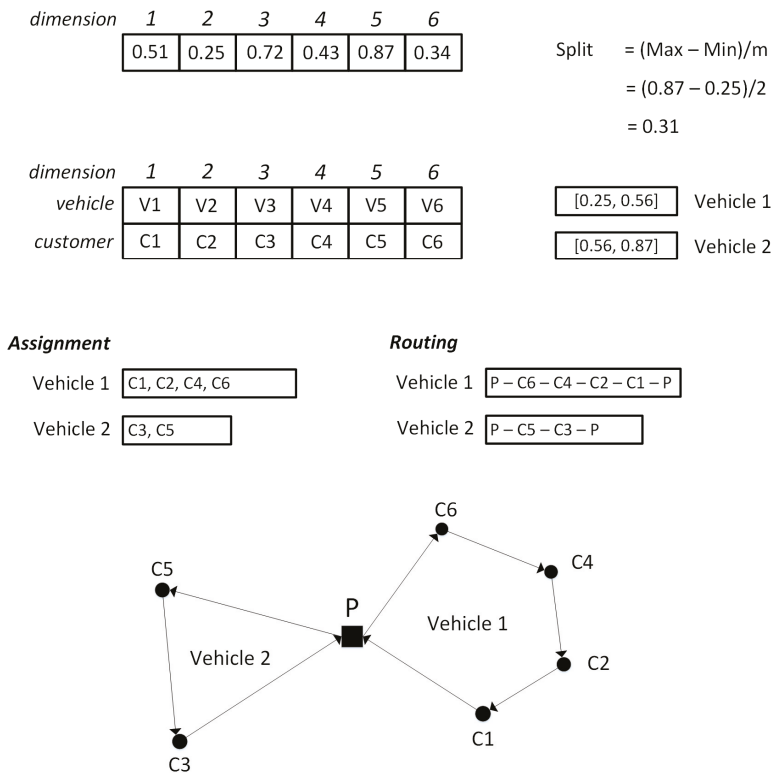 dimension 1 2 3 4 5 6
0.51 0.25 0.72 0.43 0.87 0.34
Split = (Max – Min)/m
= (0.87 – 0.25)/2
= 0.31
dimension 1 2 3 4 5 6
vehicle V1 V2 V3 V4 V5 V6
customer C1 C2 C3 C4 C5 C6
[0.25, 0.56] Vehicle 1
[0.56, 0.87] Vehicle 2
Assignment
Vehicle 1 C1, C2, C4, C6
Vehicle 2 C3, C5
Routing
Vehicle 1 P – C6 – C4 – C2 – C1 – P
Vehicle 2 P – C5 – C3 – P
C6
C4
C5
P
Vehicle 1
Vehicle 2
C2
C1
C3